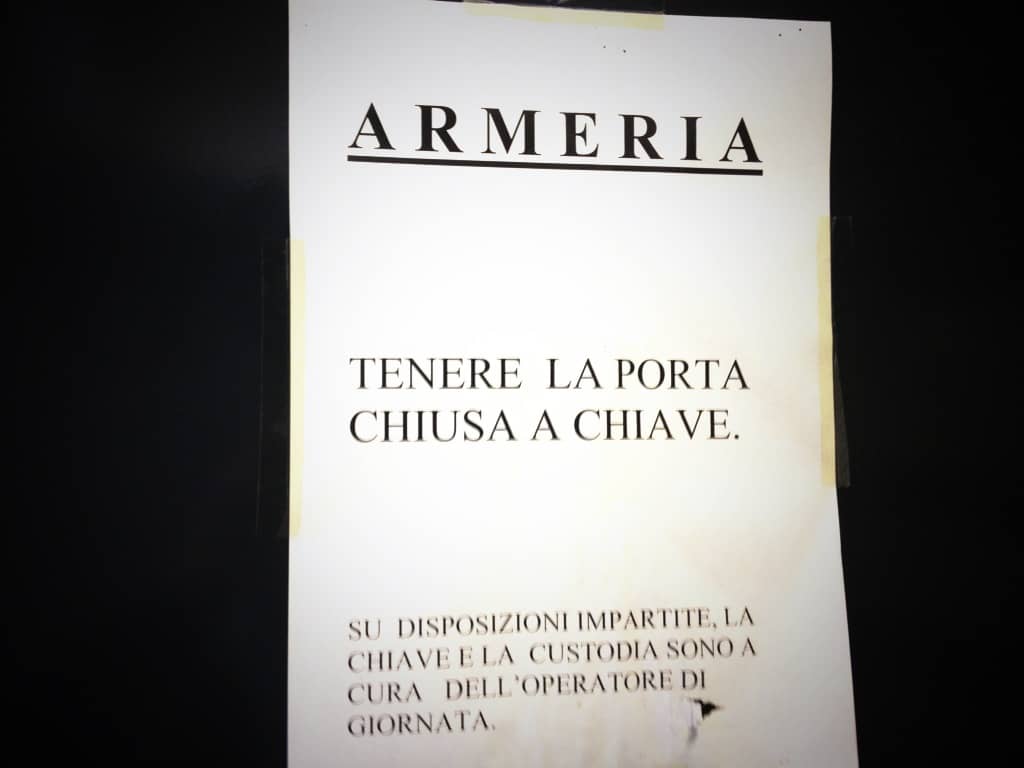 ARMERIA
TENERE LA PORTA
CHIUSA A CHIAVE.
SU DISPOSIZIONI IMPARTITE, LA
CHIAVE E LA CUSTODIA SONO A
CURA DELL'OPERATORE DI
GIORNATA.